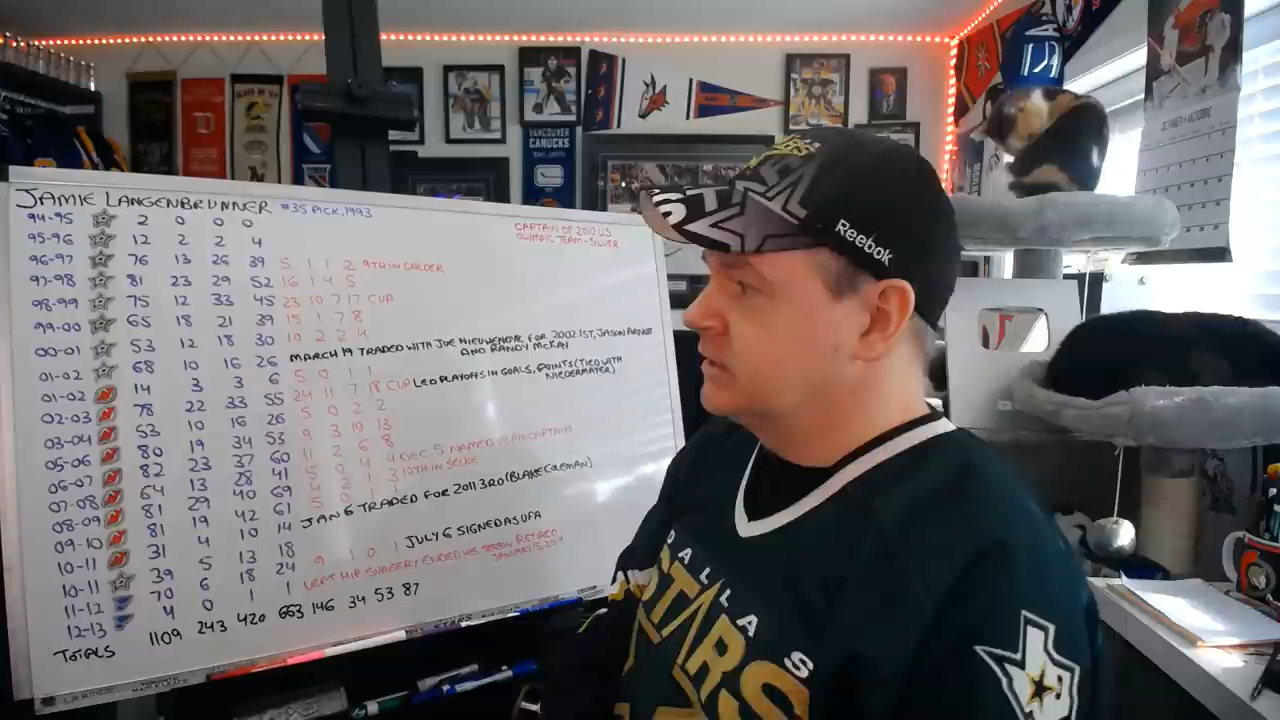 JAMIE LANGENBRUNNER #35 PICK, 1993
CAPTAIN OF 2010 US
OLYMPIC TEAM - SILVER
94-95 2 0 0 0
95-96 12 2 2 4
96-97 76 13 26 39 5 1 1 2 9TH IN CALDER
97-98 81 23 29 52 16 1 4 5
98-99 75 12 33 45 23 10 7 17 CUP
99-00 65 18 21 39 15 1 7 8
00-01 53 12 18 30 10 2 2 4
MARCH 19 TRADED WITH JOE NIEUWENDYK FOR 2002 1ST, JASON ARNOTT
AND RANDY McKAY
01-02 68 10 16 26
01-02 14 3 3 6 5 0 1 1
02-03 78 22 33 55 24 11 7 18 CUP LED PLAYOFFS IN GOALS, POINTS (TIED WITH
NIEDERMAYER)
03-04 53 10 16 26 5 0 2 2
05-06 80 19 34 53 9 3 10 13
06-07 82 23 37 60 11 2 6 8
07-08 64 13 28 41 5 0 4 4 DEC 5 NAMED CAPTAIN
08-09 81 29 40 69 2 1 3 10TH IN SELKE
09-10 81 19 42 61 5 0 1 1
10-11 31 4 10 14 JAN 6 TRADED FOR 2011 3RD (BLAKE COLEMAN)
10-11 39 5 13 18
JULY 6 SIGNED AS UFA
11-12 70 6 18 24 9 1 0 1
12-13 4 0 1 1 LEFT HIP SURGERY ENDED HIS SEASON RETIRED
JANUARY 15, 2014
TOTALS 1109 243 420 663 146 34 53 87
VANCOUVER
CANUCKS
STARS
Reebok
DALLAS
STARS